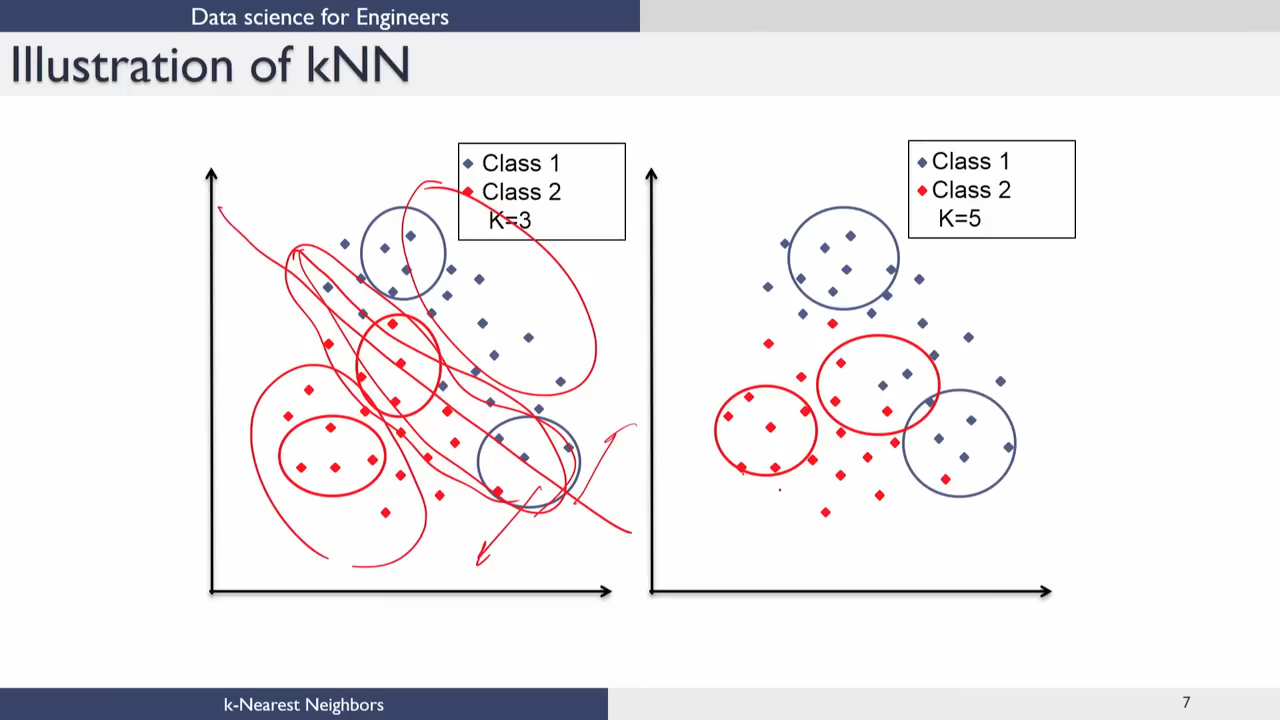 Data science for Engineers
Illustration of kNN
Class 1
Class 2
K=3
Class 1
Class 2
K=5
k-Nearest Neighbors
7